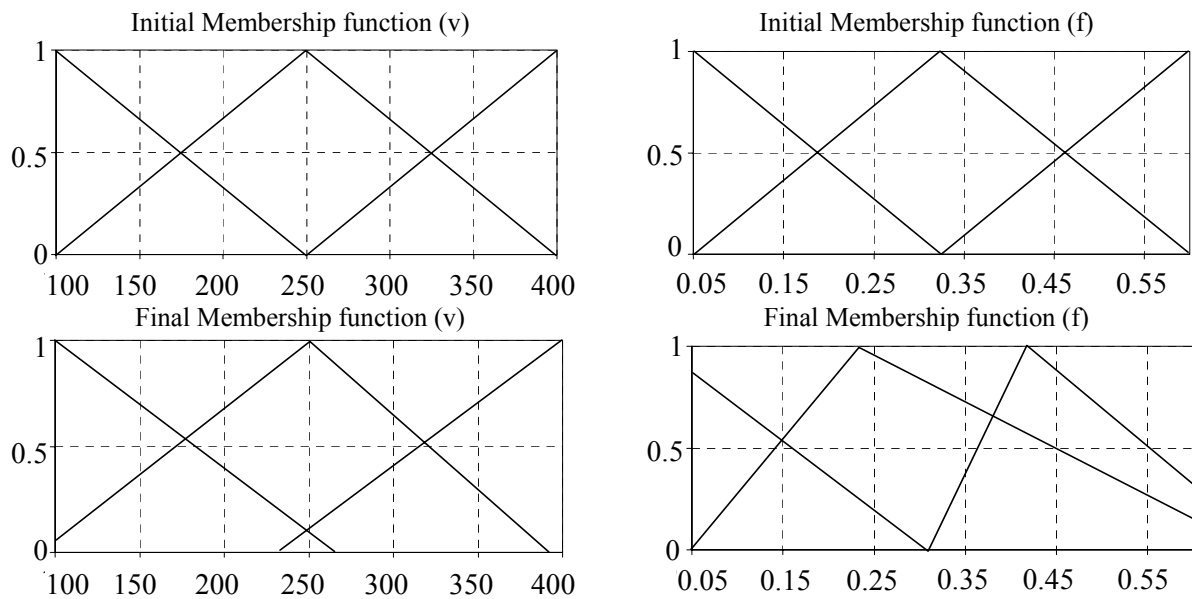 Initial Membership function (v)
1
0.5
0
100 150 200 250 300 350 400
Initial Membership function (f)
1
0.5
0
0.05 0.15 0.25 0.35 0.45 0.55
Final Membership function (v)
1
0.5
0
100 150 200 250 300 350 400
Final Membership function (f)
1
0.5
0
0.05 0.15 0.25 0.35 0.45 0.55